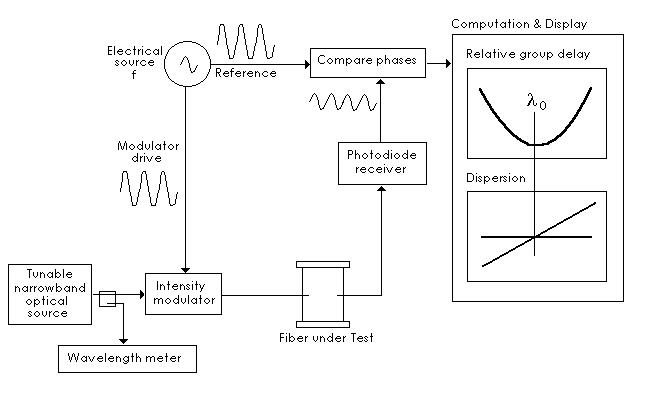 Computation & Display
Electrical
source
f
Reference
Compare phases
Relative group delay
λ0
Modulator
drive
Photodiode
receiver
Dispersion
Tunable
narrowband
optical
source
Intensity
modulator
Fiber under Test
Wavelength meter